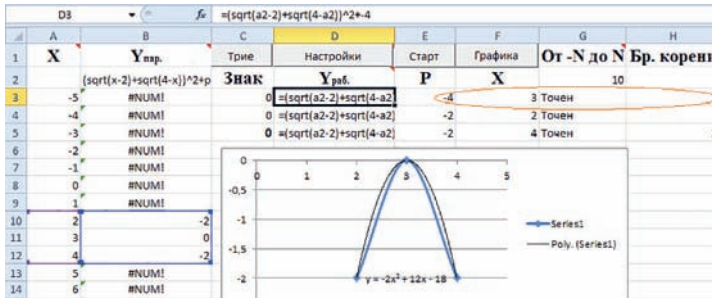 D3 fx =(sqrt(a2-2)+sqrt(4-a2))^2+-4
A B C D E F G H
1 X Yпар. Трие Настройки Старт Графика От -N до N Бр. корени
2 (sqrt(x-2)+sqrt(4-x))^2+p Знак Yраб. P X 10
3 -5 #NUM! 0 =(sqrt(a2-2)+sqrt(4-a2) -4 3 Точен
4 -4 #NUM! 0 =(sqrt(a2-2)+sqrt(4-a2) -2 2 Точен
5 -3 #NUM! 0 =(sqrt(a2-2)+sqrt(4-a2) -2 4 Точен
6 -2 #NUM!
7 -1 #NUM!
8 0 #NUM!
9 1 #NUM!
10 2 -2
11 3 0
12 4 -2
13 5 #NUM!
14 6 #NUM!
0 1 2 3 4 5
0
-0,5
-1
-1,5
-2
y = -2x² + 12x - 18
Series1
Poly. (Series1)